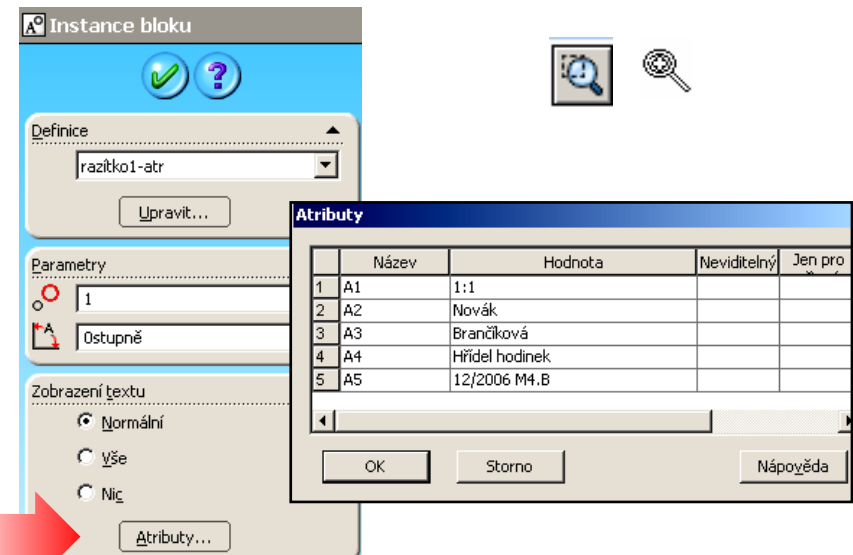 Instance bloku
Definice
razítko1-atr
Upravit...
Parametry
1
0stupně
Zobrazení textu
Normální
Vše
Nic
Atributy...
Atributy
Název Hodnota Neviditelný Jen pro
1 A1 1:1
2 A2 Novák
3 A3 Brančíková
4 A4 Hřídel hodinek
5 A5 12/2006 M4.B
OK Storno Nápověda